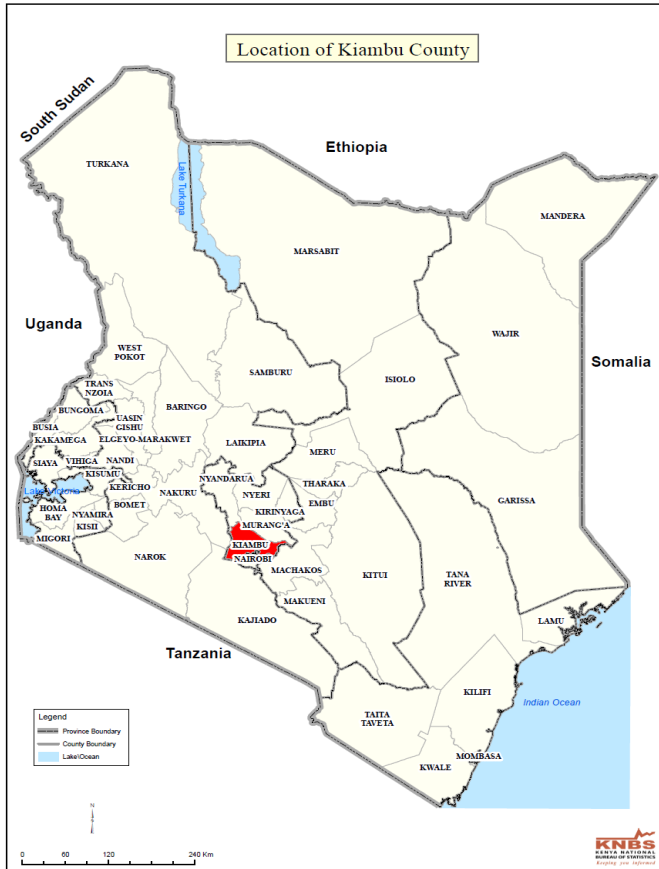 Location of Kiambu County
South Sudan
Ethiopia
TURKANA
Lake Turkana
MANDERA
MARSABIT
Uganda
WAJIR
WEST
POKOT
Somalia
SAMBURU
ISIOLO
TRANS
NZOIA
BARINGO
BUNGOMA
UASIN
GISHU
BUSIA
KAKAMEGA
ELGEYO-MARAKWET
LAIKIPIA
MERU
SIAYA
VIHIGA
NANDI
KISUMU
NYANDARUA
THARAKA
KERICHO
NAKURU
NYERI
Lake Victoria
GARISSA
EMBU
HOMA
BAY
NYAMIRA
BOMET
KIRINYAGA
KISII
MURANG'A
MIGORI
KIAMBU
NAROK
NAIROBI
MACHAKOS
KITUI
TANA
RIVER
MAKUENI
KAJIADO
LAMU
Tanzania
KILIFI
TAITA
TAVETA
Indian Ocean
MOMBASA
KWALE
Legend
Province Boundary
County Boundary
Lake\Ocean
N
0 60 120 240 Km
KNBS
KENYA NATIONAL
BUREAU OF STATISTICS
Keeping you informed